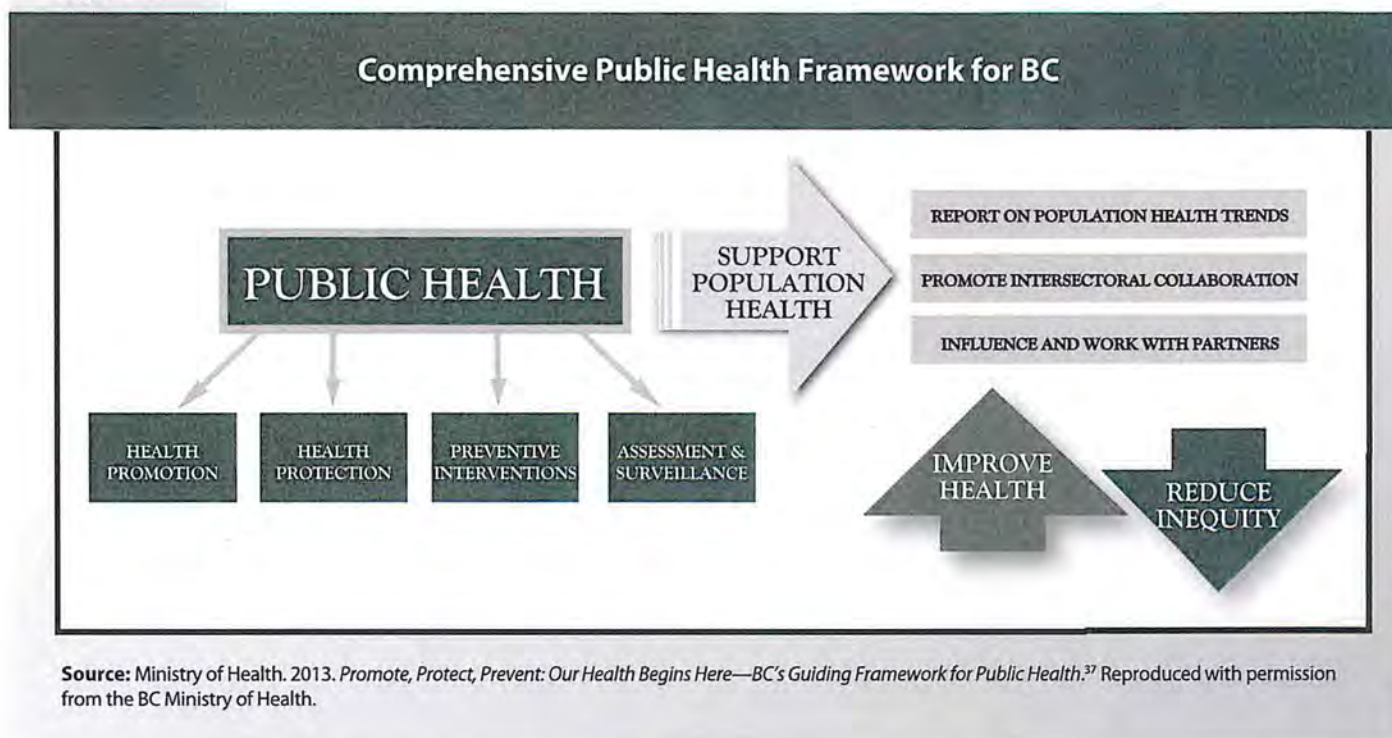 Comprehensive Public Health Framework for BC
PUBLIC HEALTH
HEALTH
PROMOTION
HEALTH
PROTECTION
PREVENTIVE
INTERVENTIONS
ASSESSMENT &
SURVEILLANCE
SUPPORT
POPULATION
HEALTH
REPORT ON POPULATION HEALTH TRENDS
PROMOTE INTERSECTORAL COLLABORATION
INFLUENCE AND WORK WITH PARTNERS
IMPROVE
HEALTH
REDUCE
INEQUITY
Source: Ministry of Health. 2013. Promote, Protect, Prevent: Our Health Begins Here—BC's Guiding Framework for Public Health.³⁷ Reproduced with permission
from the BC Ministry of Health.